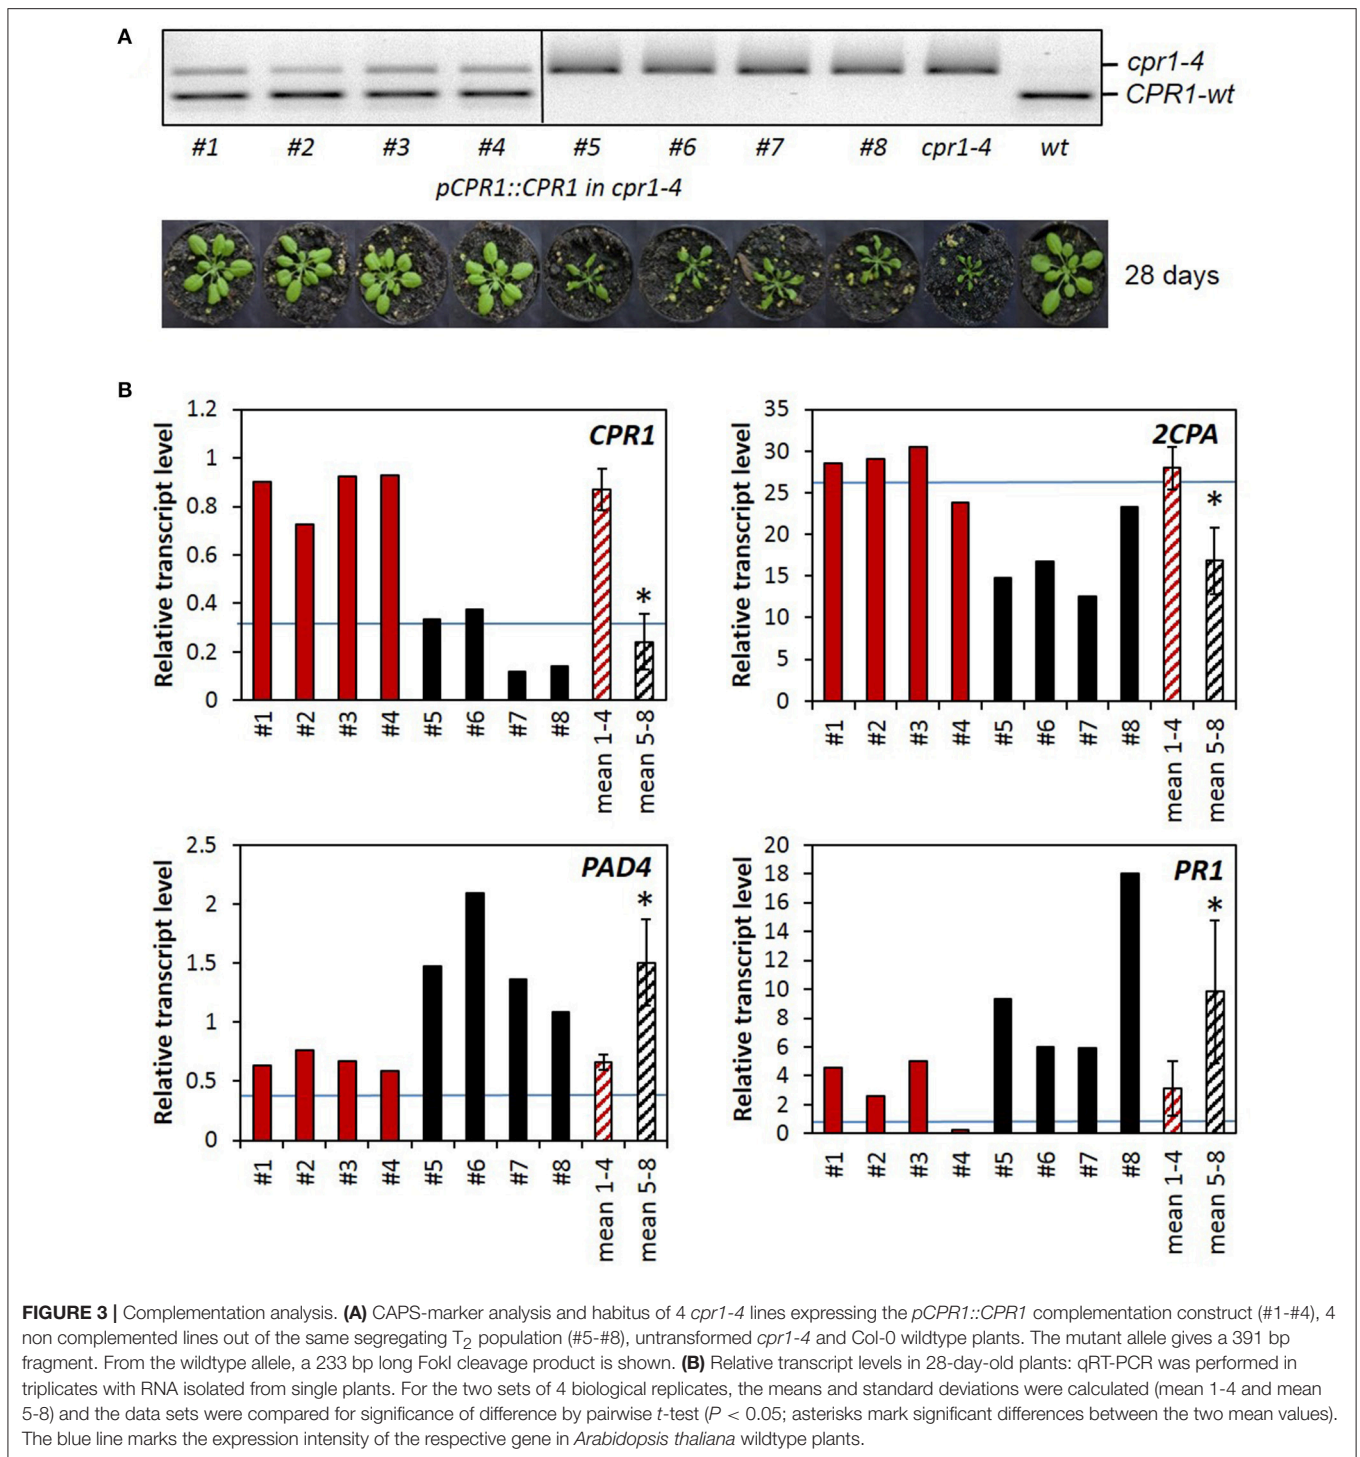 A
cpr1-4
CPR1-wt
#1 #2 #3 #4 #5 #6 #7 #8 cpr1-4 wt
pCPR1::CPR1 in cpr1-4
28 days
B
Relative transcript level
1.2
1
0.8
0.6
0.4
0.2
0
CPR1
*
#1 #2 #3 #4 #5 #6 #7 #8 mean 1-4 mean 5-8
Relative transcript level
35
30
25
20
15
10
5
0
2CPA
*
#1 #2 #3 #4 #5 #6 #7 #8 mean 1-4 mean 5-8
Relative transcript level
2.5
2
1.5
1
0.5
0
PAD4
*
#1 #2 #3 #4 #5 #6 #7 #8 mean 1-4 mean 5-8
Relative transcript level
20
18
16
14
12
10
8
6
4
2
0
PR1
*
#1 #2 #3 #4 #5 #6 #7 #8 mean 1-4 mean 5-8
FIGURE 3 | Complementation analysis. (A) CAPS-marker analysis and habitus of 4 cpr1-4 lines expressing the pCPR1::CPR1 complementation construct (#1-#4), 4
non complemented lines out of the same segregating T2 population (#5-#8), untransformed cpr1-4 and Col-0 wildtype plants. The mutant allele gives a 391 bp
fragment. From the wildtype allele, a 233 bp long FokI cleavage product is shown. (B) Relative transcript levels in 28-day-old plants: qRT-PCR was performed in
triplicates with RNA isolated from single plants. For the two sets of 4 biological replicates, the means and standard deviations were calculated (mean 1-4 and mean
5-8) and the data sets were compared for significance of difference by pairwise t-test (P < 0.05; asterisks mark significant differences between the two mean values).
The blue line marks the expression intensity of the respective gene in Arabidopsis thaliana wildtype plants.